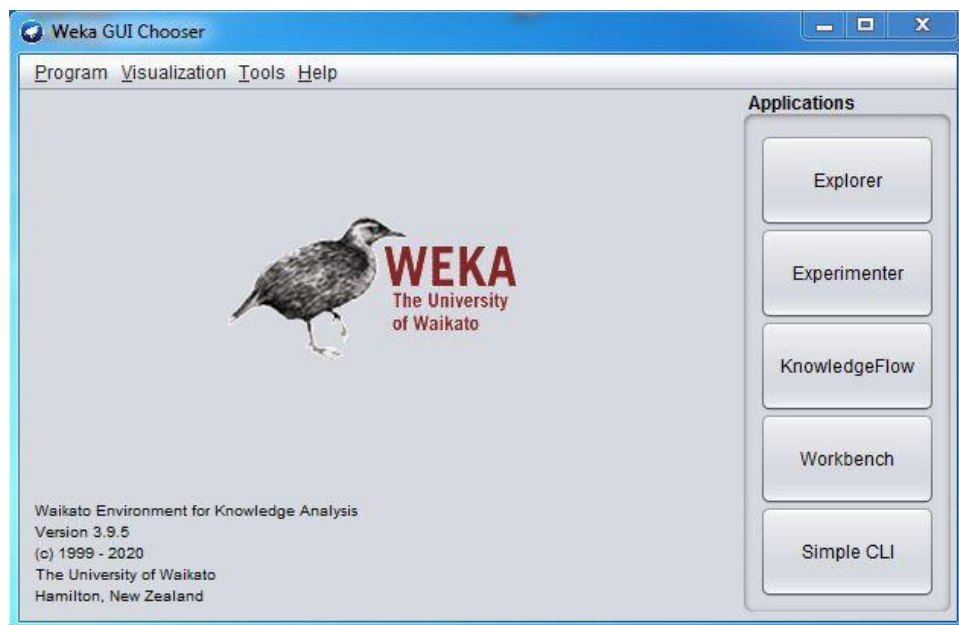 Weka GUI Chooser
Program Visualization Tools Help
Applications
Explorer
Experimenter
KnowledgeFlow
Workbench
Simple CLI
WEKA
The University
of Waikato
Waikato Environment for Knowledge Analysis
Version 3.9.5
(c) 1999 - 2020
The University of Waikato
Hamilton, New Zealand